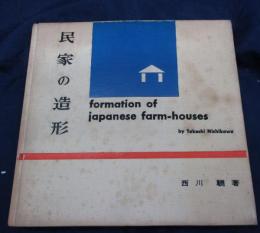 民家の造形
formation of
japanese farm-houses
by Takashi Nishikawa
西川 驍 著